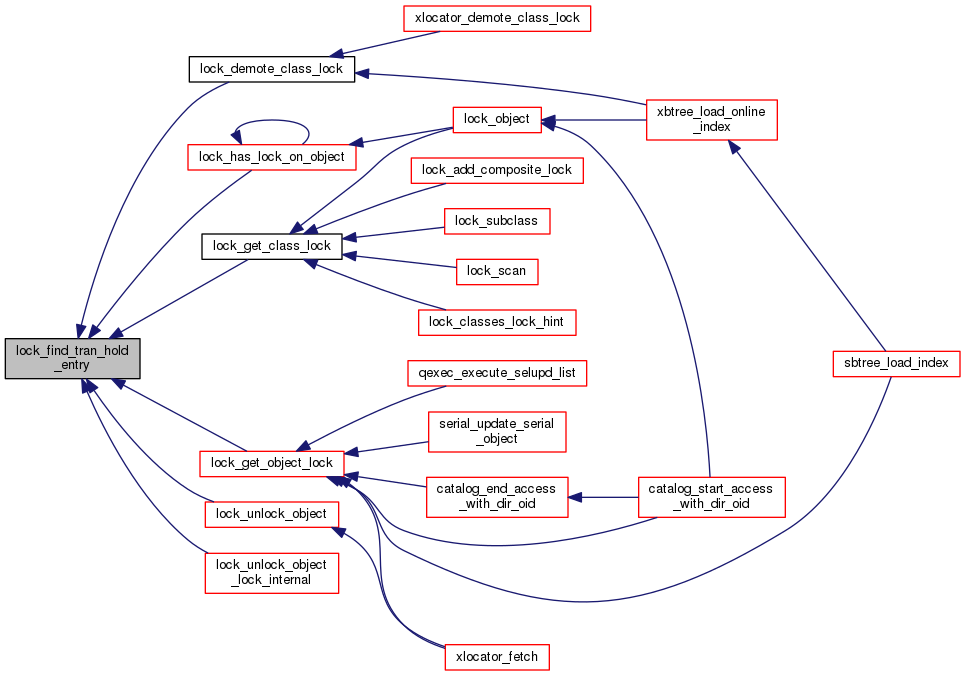 xlocator_demote_class_lock
lock_demote_class_lock
xbtree_load_online
_index
lock_object
lock_has_lock_on_object
lock_add_composite_lock
lock_subclass
lock_get_class_lock
lock_scan
lock_classes_lock_hint
lock_find_tran_hold
_entry
sbtree_load_index
qexec_execute_selupd_list
serial_update_serial
_object
lock_get_object_lock
catalog_end_access
_with_dir_oid
catalog_start_access
_with_dir_oid
lock_unlock_object
lock_unlock_object
_lock_internal
xlocator_fetch